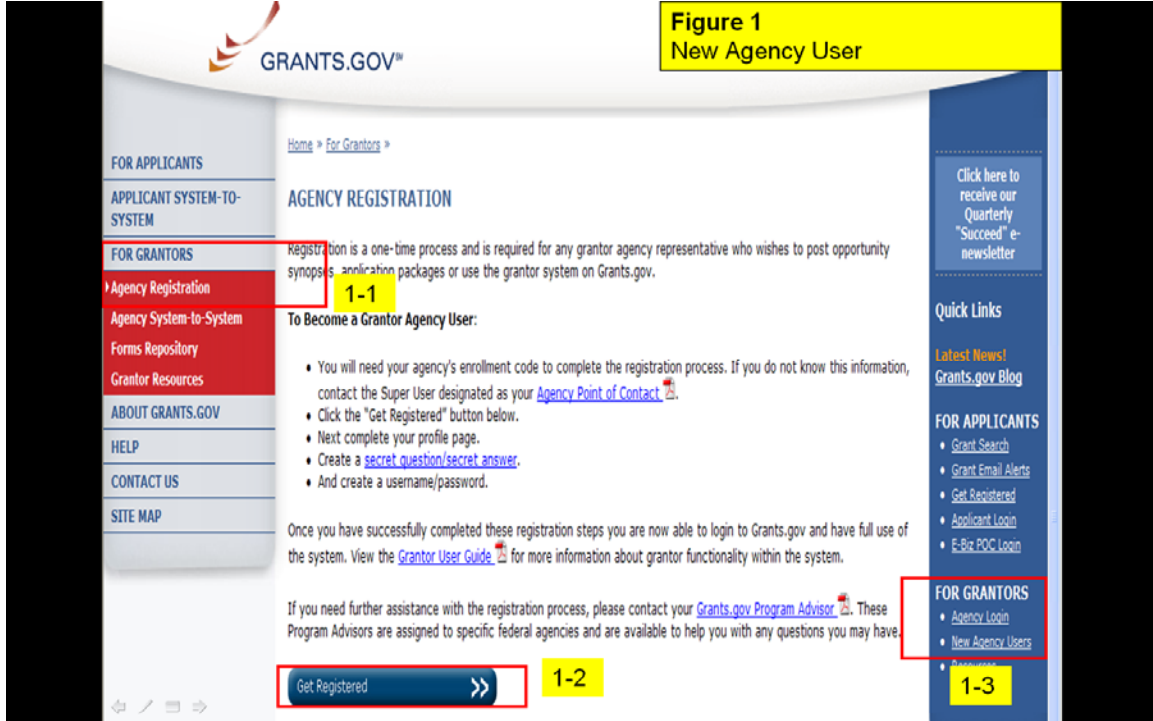 Figure 1
New Agency User
GRANTS.GOV℠
Home » For Grantors »
FOR APPLICANTS
APPLICANT SYSTEM-TO-
SYSTEM
FOR GRANTORS
Agency Registration
Agency System-to-System
Forms Repository
Grantor Resources
ABOUT GRANTS.GOV
HELP
CONTACT US
SITE MAP
AGENCY REGISTRATION
Registration is a one-time process and is required for any grantor agency representative who wishes to post opportunity
synopses, application packages or use the grantor system on Grants.gov.
1-1
To Become a Grantor Agency User:
• You will need your agency's enrollment code to complete the registration process. If you do not know this information,
contact the Super User designated as your Agency Point of Contact .
• Click the "Get Registered" button below.
• Next complete your profile page.
• Create a secret question/secret answer.
• And create a username/password.
Once you have successfully completed these registration steps you are now able to login to Grants.gov and have full use of
the system. View the Grantor User Guide for more information about grantor functionality within the system.
If you need further assistance with the registration process, please contact your Grants.gov Program Advisor . These
Program Advisors are assigned to specific federal agencies and are available to help you with any questions you may have.
Get Registered
1-2
Click here to
receive our
Quarterly
"Succeed" e-
newsletter
Quick Links
Latest News!
Grants.gov Blog
FOR APPLICANTS
• Grant Search
• Grant Email Alerts
• Get Registered
• Applicant Login
• E-Biz POC Login
FOR GRANTORS
• Agency Login
• New Agency Users
• Resources
1-3